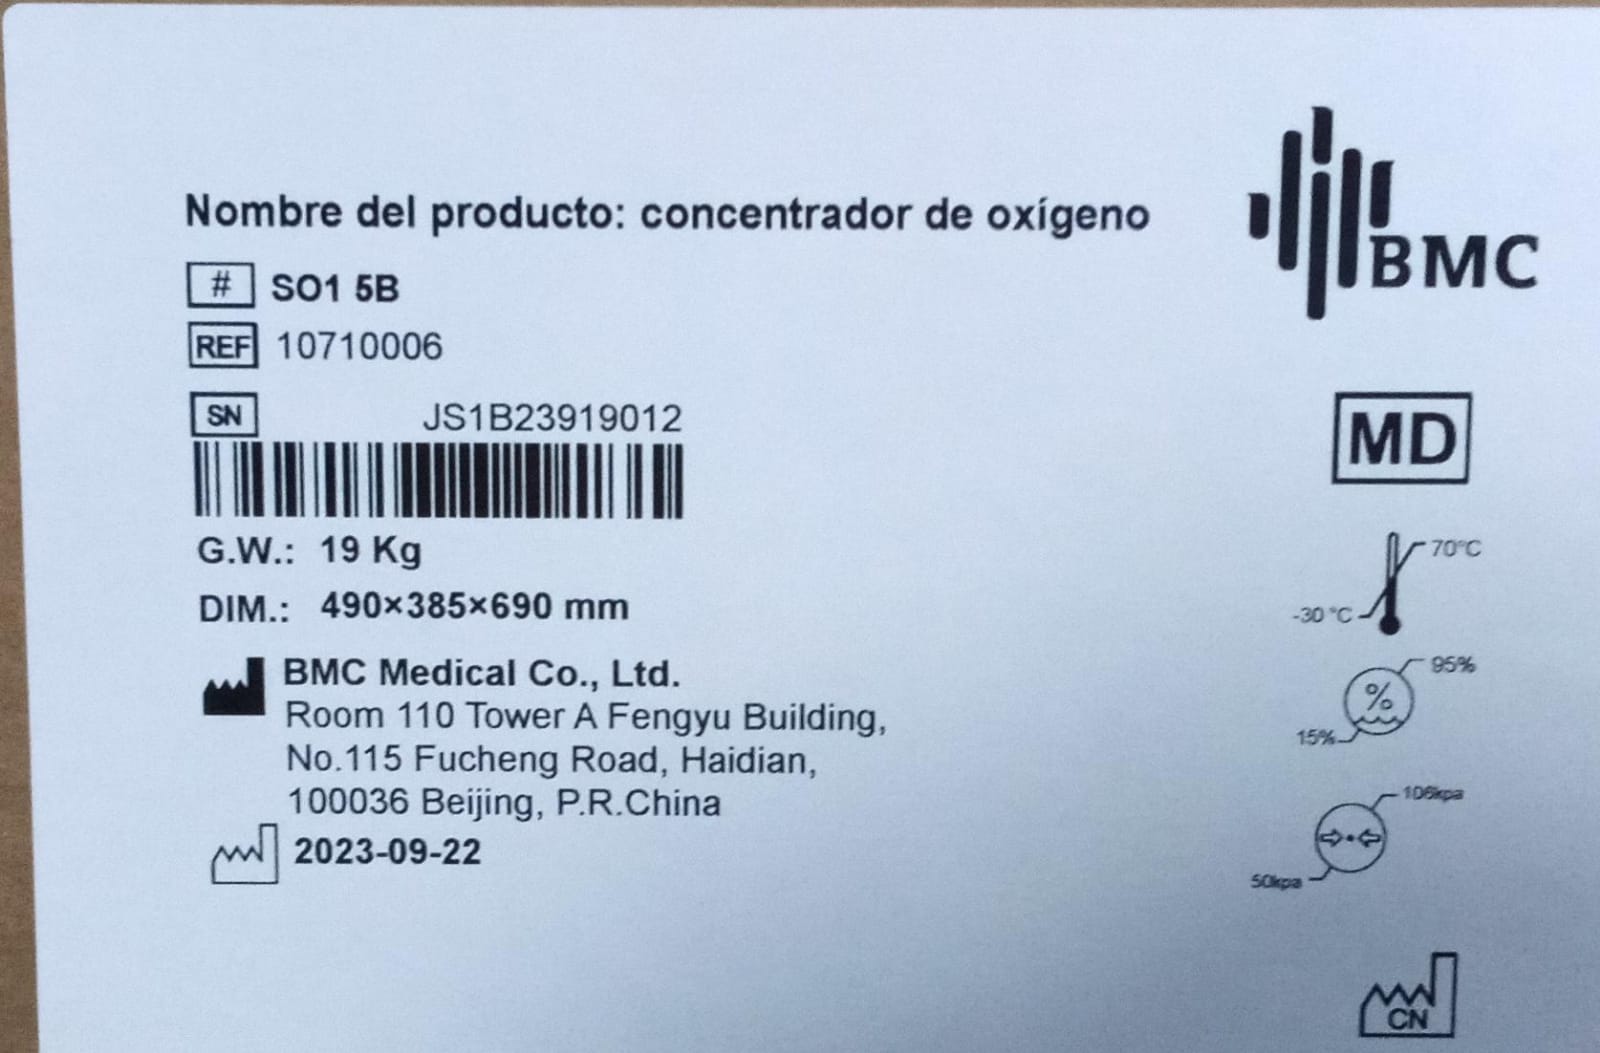 Nombre del producto: concentrador de oxígeno
BMC
# SO1 5B
REF 10710006
SN JS1B23919012
MD
G.W.: 19 Kg
70°C
-30 °C
DIM.: 490×385×690 mm
BMC Medical Co., Ltd.
Room 110 Tower A Fengyu Building,
No.115 Fucheng Road, Haidian,
100036 Beijing, P.R.China
95%
%
15%
2023-09-22
106kpa
50kpa
CN